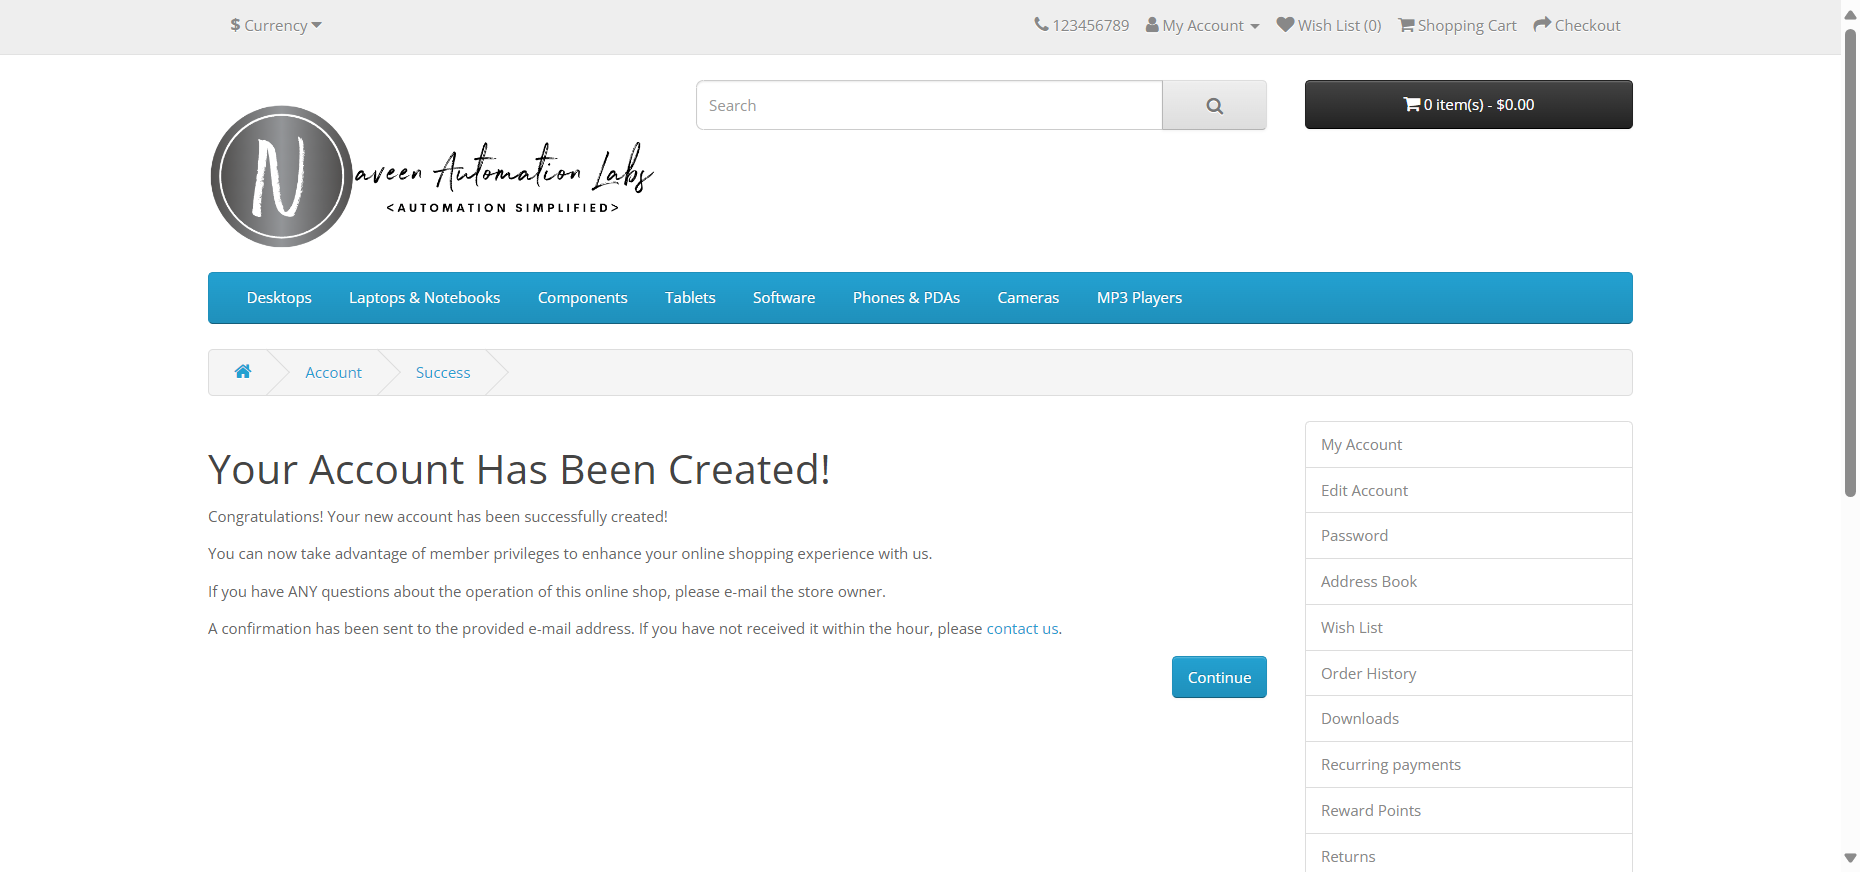 $ Currency
123456789 My Account Wish List (0) Shopping Cart Checkout
Search
0 item(s) - $0.00
N
aveen Automation Labs
<AUTOMATION SIMPLIFIED>
Desktops Laptops & Notebooks Components Tablets Software Phones & PDAs Cameras MP3 Players
Account Success
Your Account Has Been Created!
Congratulations! Your new account has been successfully created!
You can now take advantage of member privileges to enhance your online shopping experience with us.
If you have ANY questions about the operation of this online shop, please e-mail the store owner.
A confirmation has been sent to the provided e-mail address. If you have not received it within the hour, please contact us.
Continue
My Account
Edit Account
Password
Address Book
Wish List
Order History
Downloads
Recurring payments
Reward Points
Returns